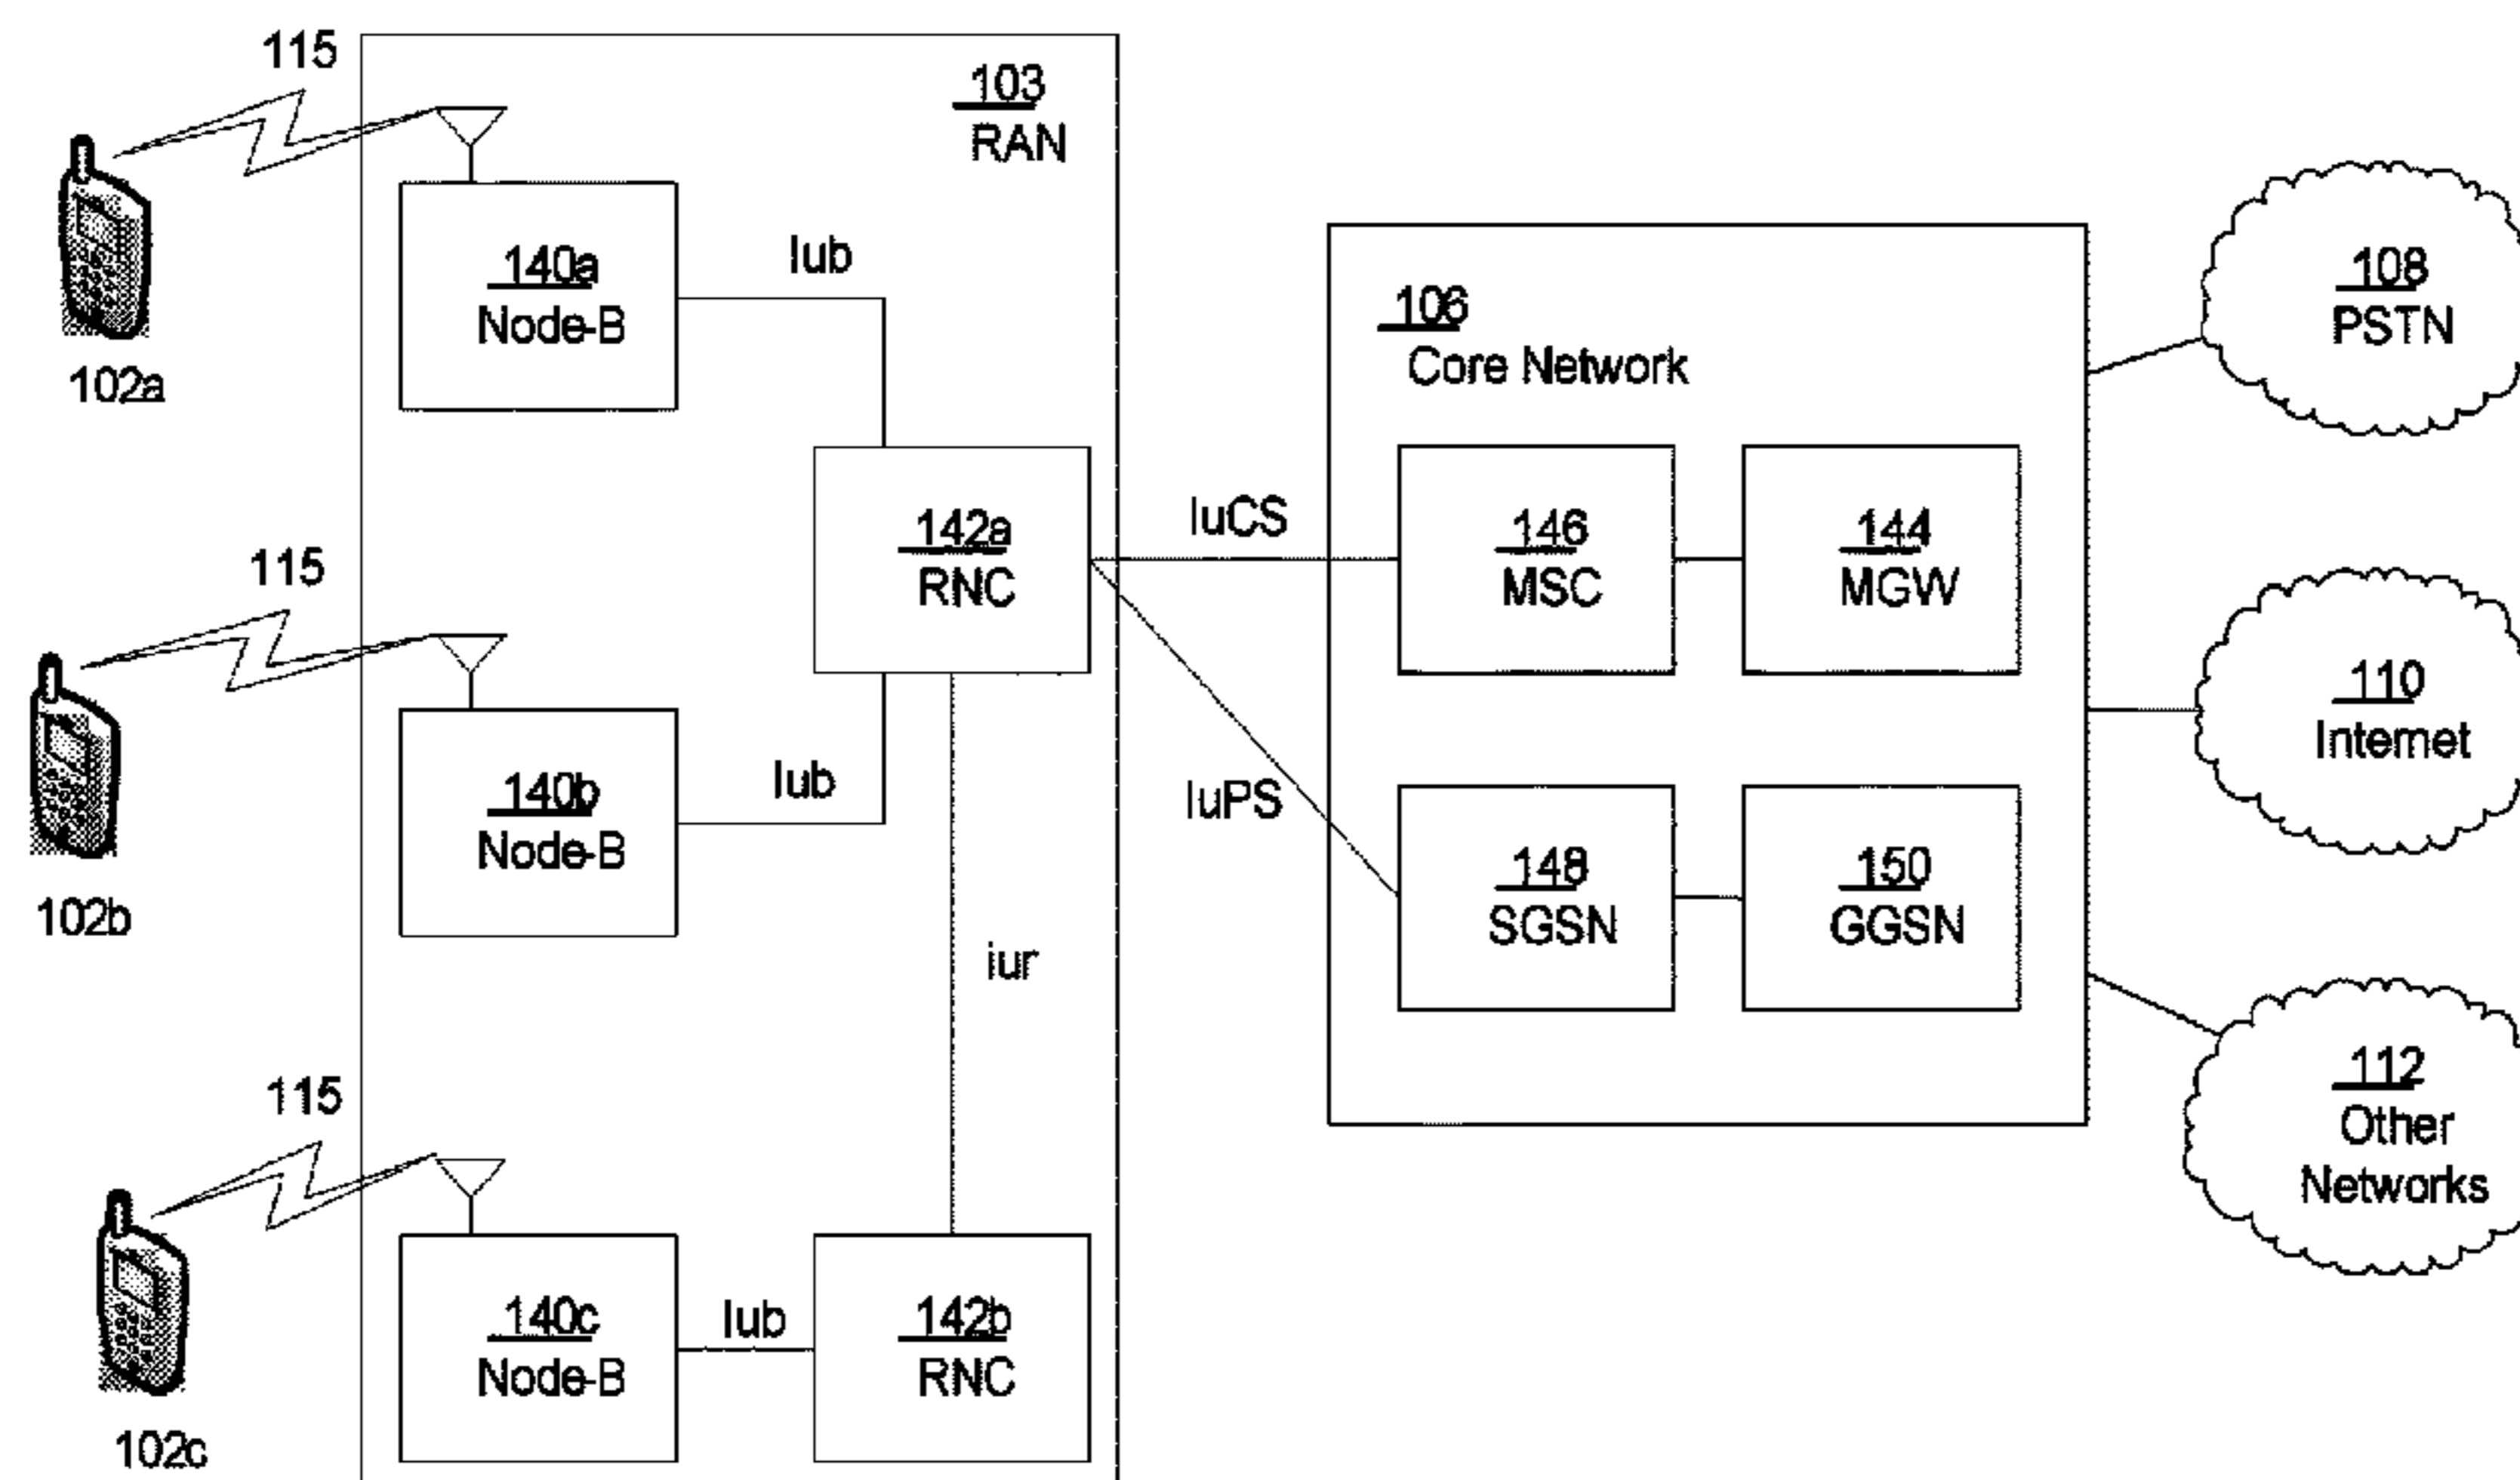 115
103
RAN
140a
Node-B
Iub
102a
108
PSTN
106
Core Network
142a
RNC
IuCS
146
MSC
144
MGW
115
140b
Node-B
Iub
102b
110
Internet
IuPS
148
SGSN
150
GGSN
iur
115
112
Other
Networks
140c
Node-B
Iub
142b
RNC
102c